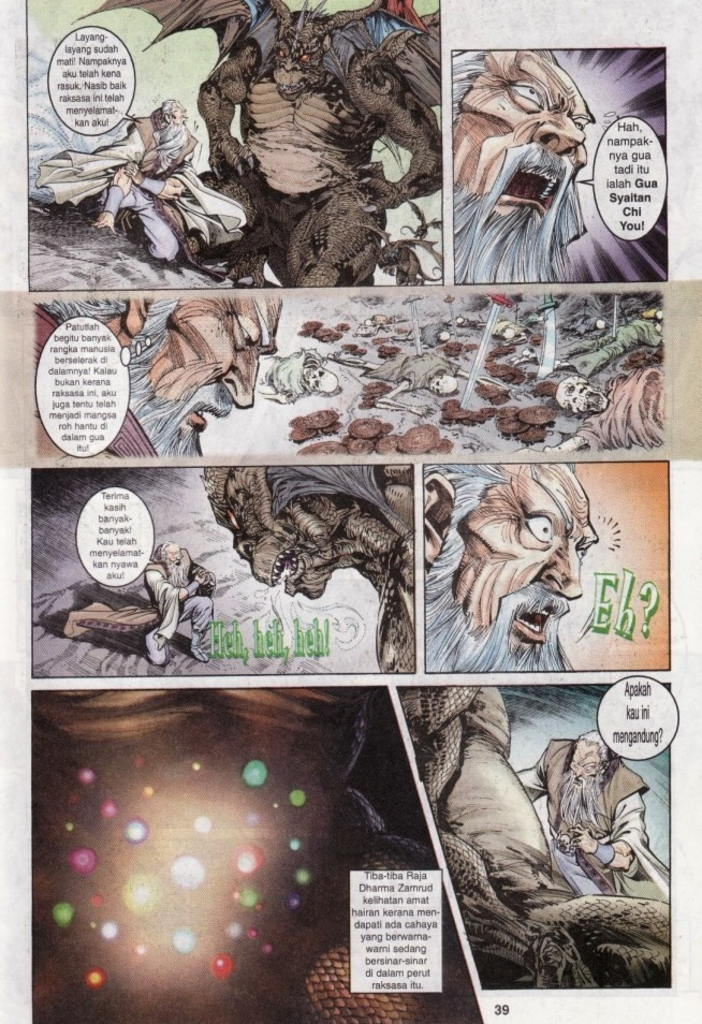 Layang-
layang sudah
mati! Nampaknya
aku telah kena
rasuk. Nasib baik
raksasa ini telah
menyelamat-
kan aku!
Hah,
nampak-
nya gua
tadi itu
ialah Gua
Syaitan
Chi
You!
Patutlah
begitu banyak
rangka manusia
berselerak di
dalamnya! Kalau
bukan kerana
raksasa ini, aku
juga tentu telah
menjadi mangsa
roh hantu di
dalam gua
itu!
Terima
kasih
banyak-
banyak!
Kau telah
menyelamat-
kan nyawa
aku!
Heh, heh, heh!
Eh?
Apakah
kau ini
mengandung?
Tiba-tiba Raja
Dharma Zamrud
kelihatan amat
hairan kerana men-
dapati ada cahaya
yang berwarna-
warni sedang
bersinar-sinar
di dalam perut
raksasa itu.
39